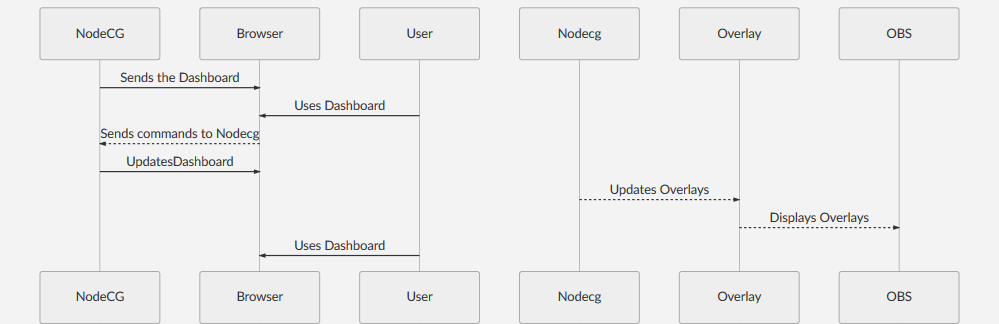 NodeCG
Browser
User
Nodecg
Overlay
OBS
Sends the Dashboard
Uses Dashboard
Sends commands to Nodecg
UpdatesDashboard
Updates Overlays
Displays Overlays
Uses Dashboard
NodeCG
Browser
User
Nodecg
Overlay
OBS